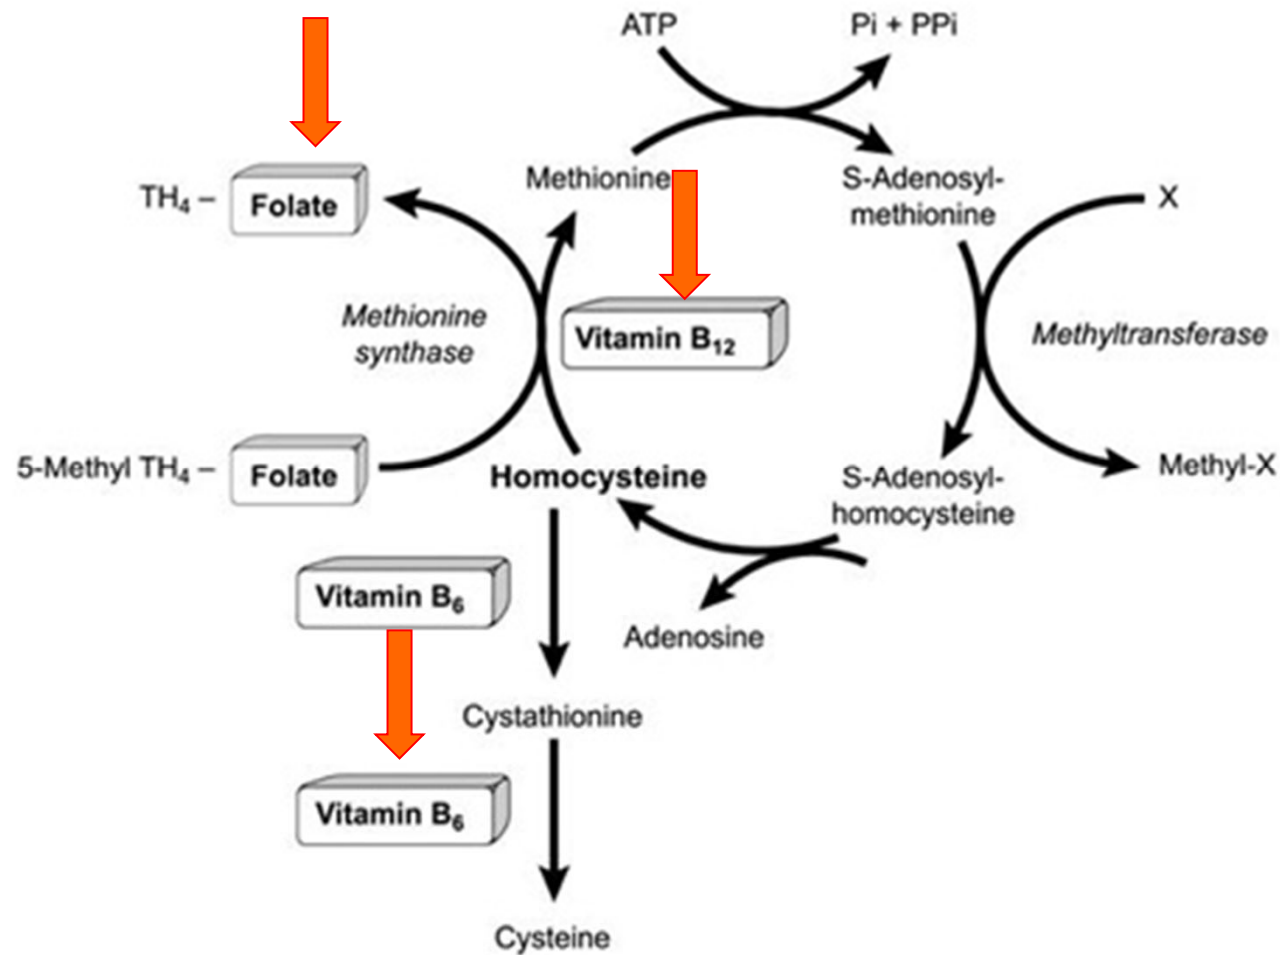 ATP
Pi + PPi
Methionine
S-Adenosyl-
methionine
X
TH₄ –
Folate
Methionine
synthase
Vitamin B₁₂
Methyltransferase
5-Methyl TH₄ –
Folate
Homocysteine
S-Adenosyl-
homocysteine
Methyl-X
Vitamin B₆
Adenosine
Cystathionine
Vitamin B₆
Cysteine